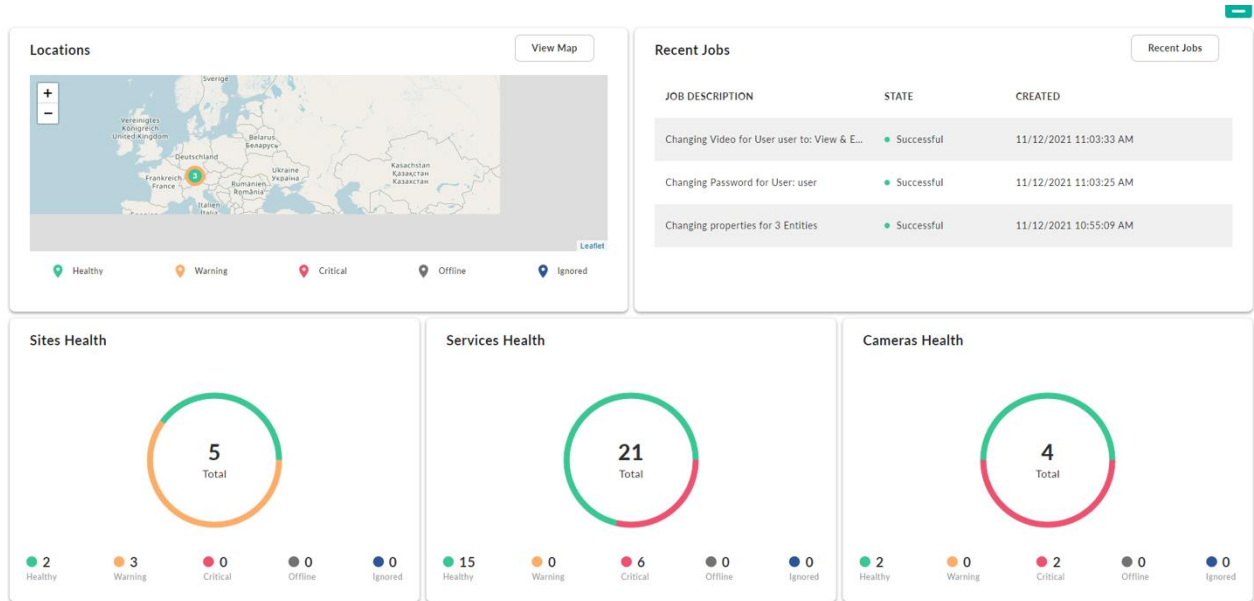 Locations
View Map
+
−
Sverige
Vereinigtes
Königreich
United Kingdom
Belarus
Беларусь
Deutschland
Frankreich
France
3
Ukraine
Україна
Rumänien
România
Italien
Italia
Kasachstan
Қазақстан
Казахстан
Leaflet
Healthy Warning Critical Offline Ignored
Recent Jobs
Recent Jobs
JOB DESCRIPTION STATE CREATED
Changing Video for User user to: View & E... Successful 11/12/2021 11:03:33 AM
Changing Password for User: user Successful 11/12/2021 11:03:25 AM
Changing properties for 3 Entities Successful 11/12/2021 10:55:09 AM
Sites Health
5
Total
2 3 0 0 0
Healthy Warning Critical Offline Ignored
Services Health
21
Total
15 0 6 0 0
Healthy Warning Critical Offline Ignored
Cameras Health
4
Total
2 0 2 0 0
Healthy Warning Critical Offline Ignored